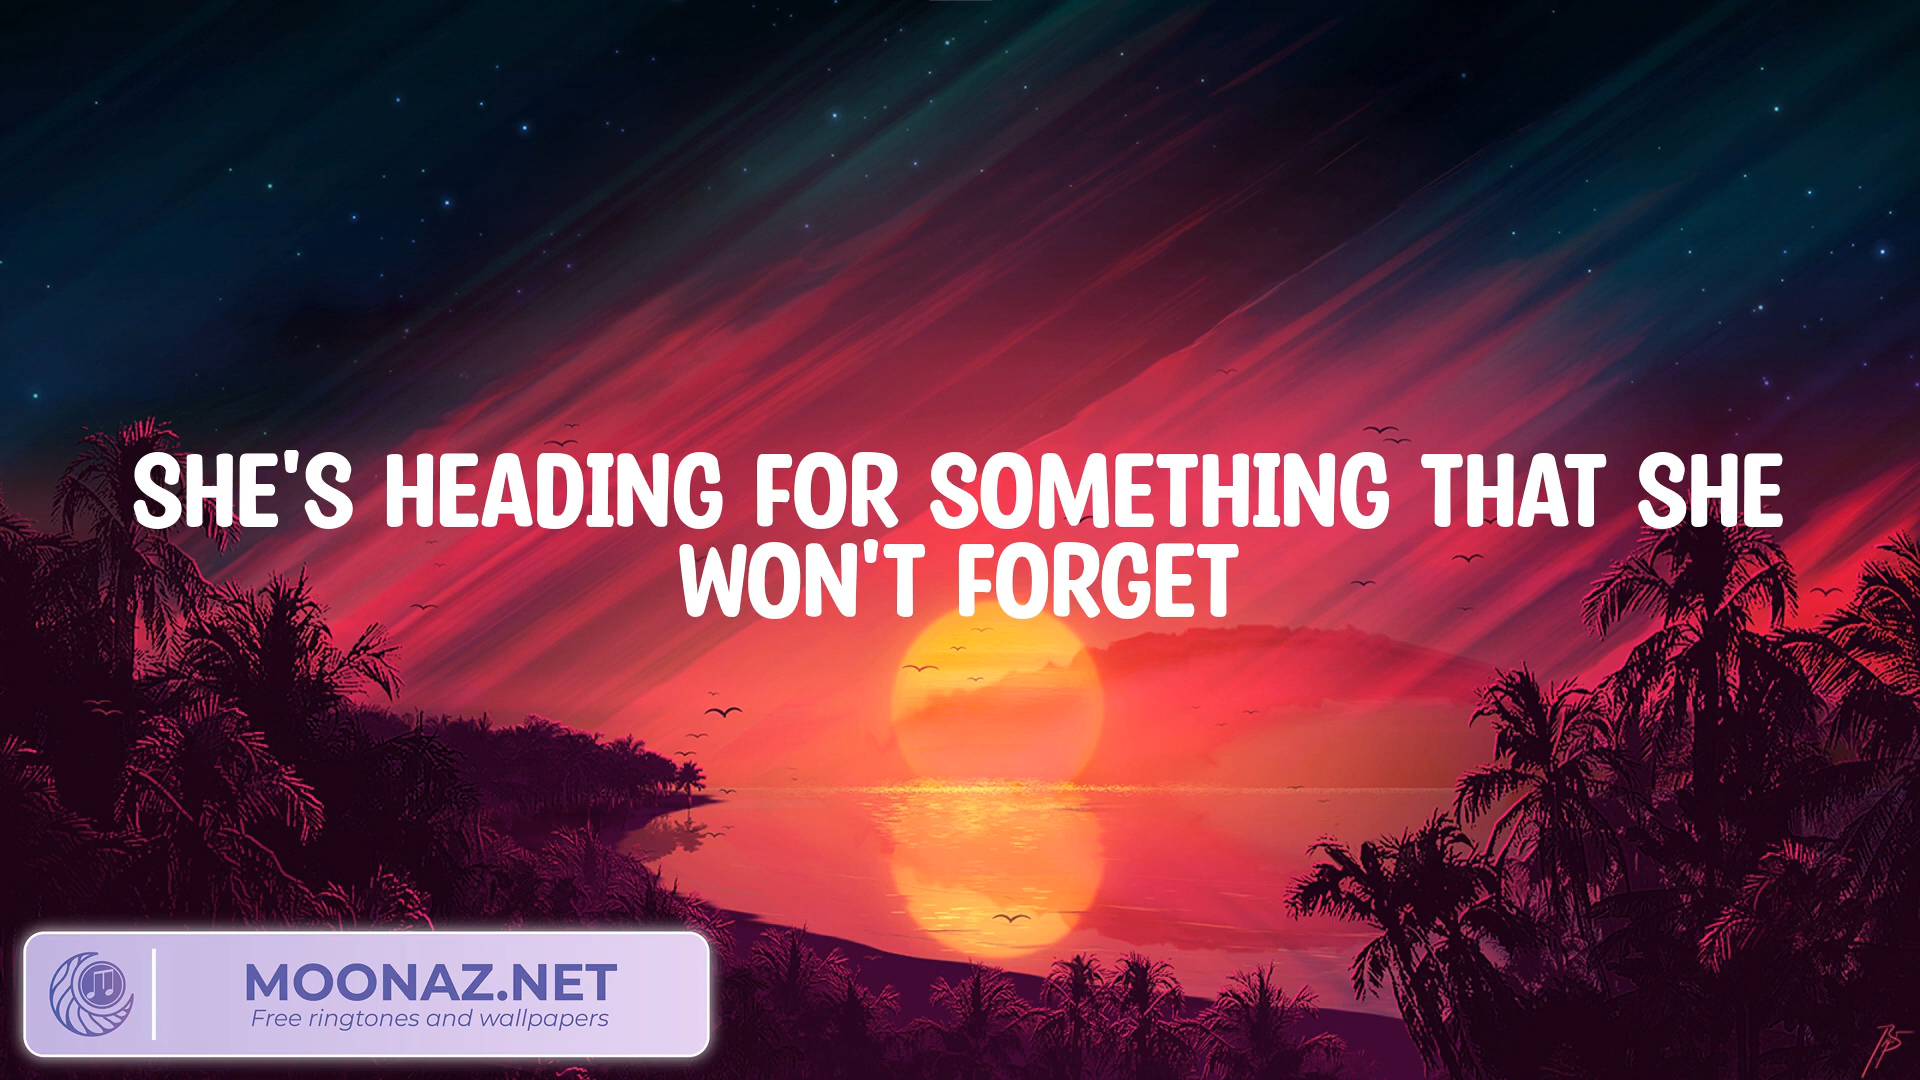 SHE'S HEADING FOR SOMETHING THAT SHE
WON'T FORGET
MOONAZ.NET
Free ringtones and wallpapers